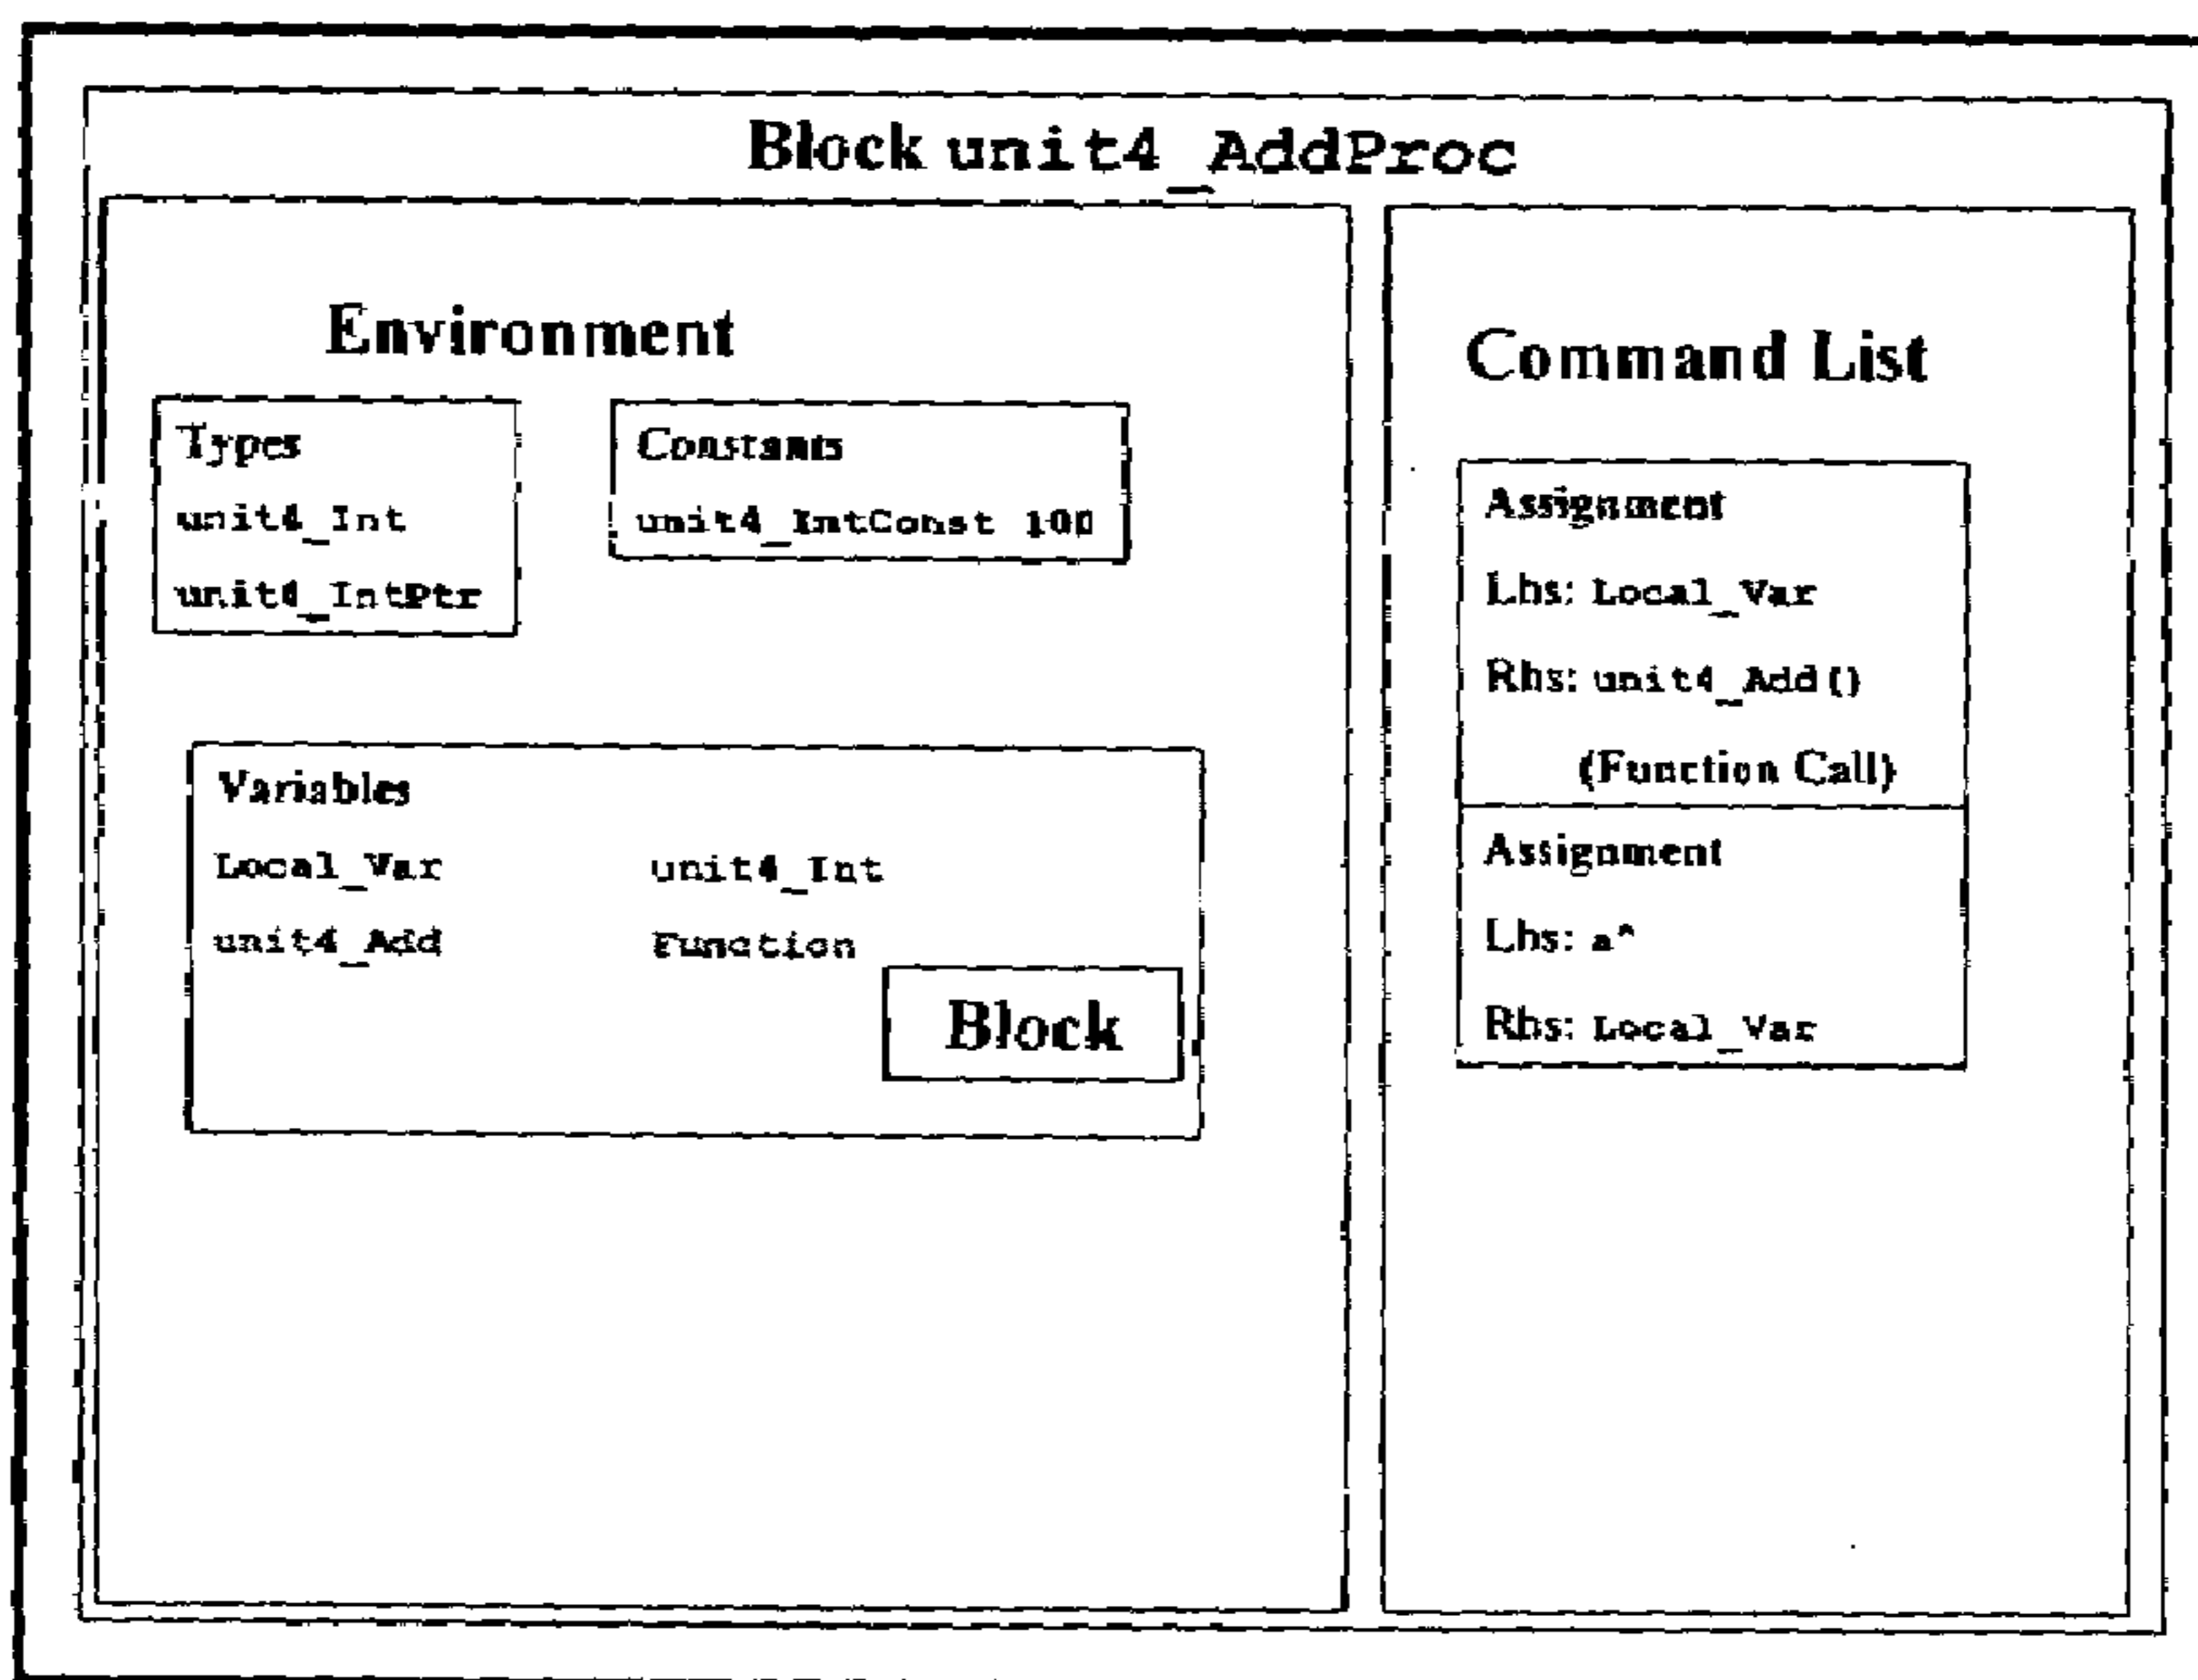 Block unit4_AddProc
Environment
Types
unit4_Int
unit4_IntPtr
Constants
unit4_IntConst 100
Variables
Local_Var unit4_Int
unit4_Add Function
Block
Command List
Assignment
Lhs: Local_Var
Rhs: unit4_Add()
(Function Call)
Assignment
Lhs: a^
Rhs: Local_Var